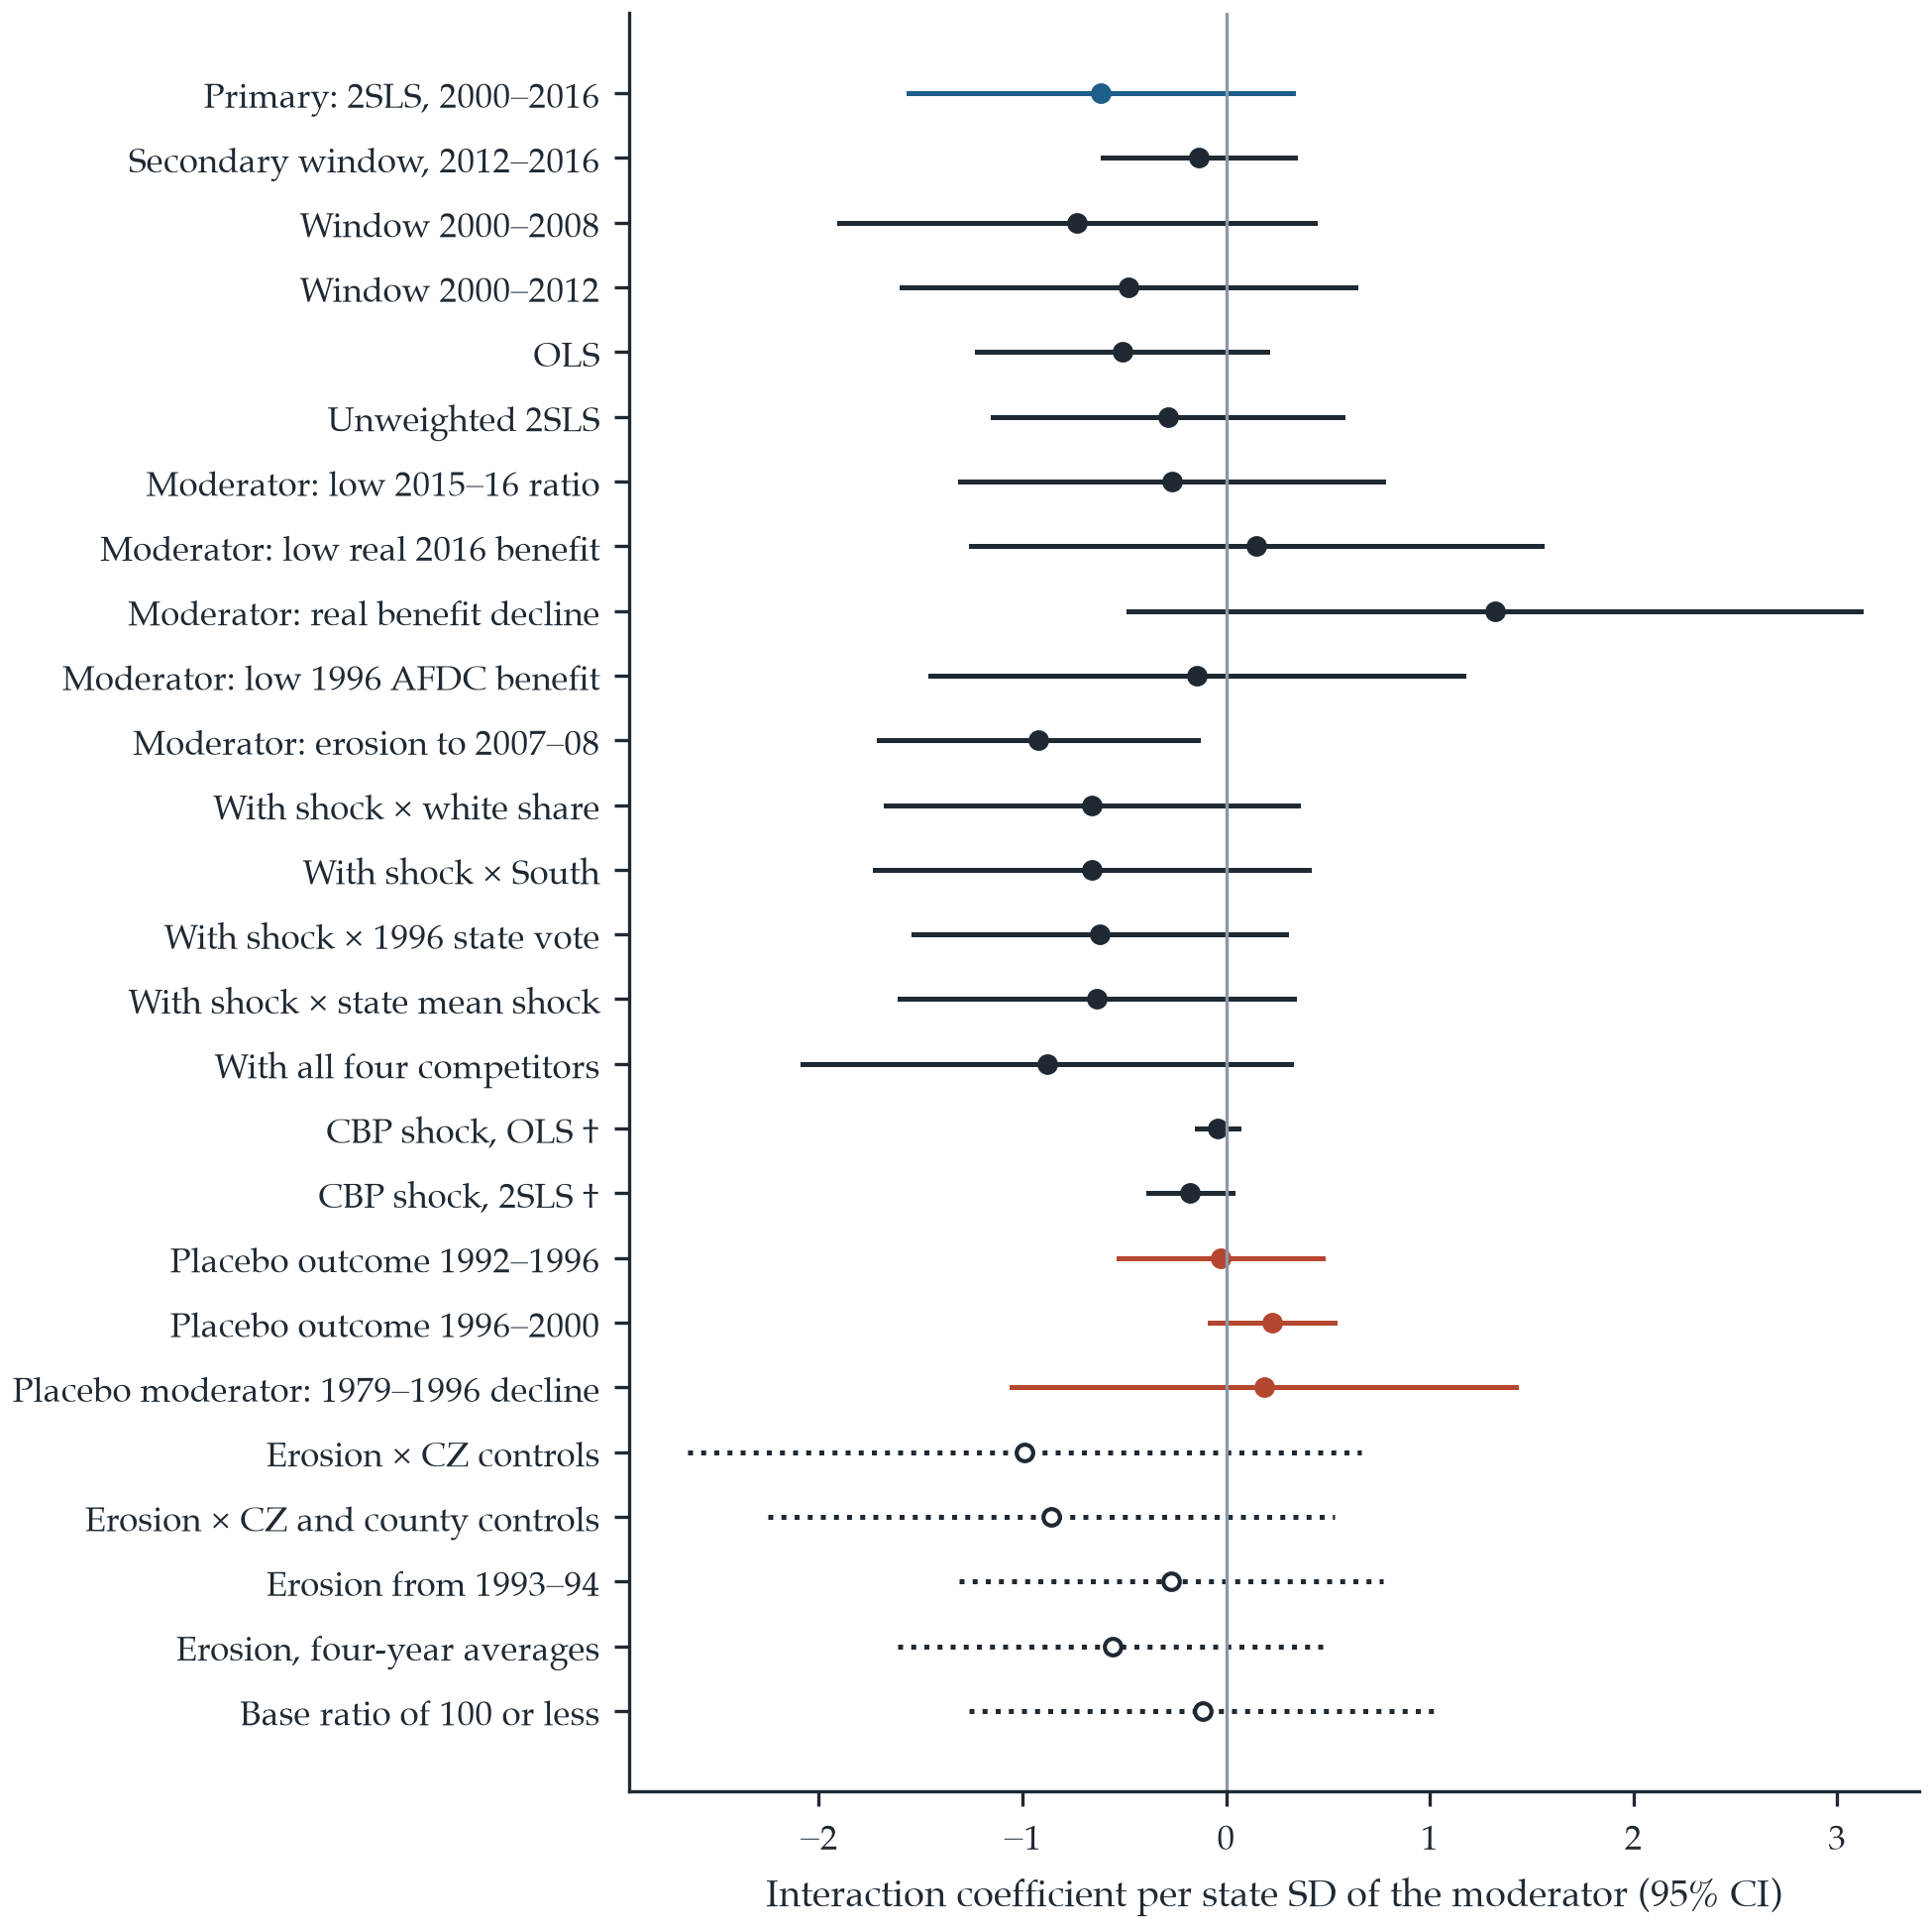 Primary: 2SLS, 2000–2016
Secondary window, 2012–2016
Window 2000–2008
Window 2000–2012
OLS
Unweighted 2SLS
Moderator: low 2015–16 ratio
Moderator: low real 2016 benefit
Moderator: real benefit decline
Moderator: low 1996 AFDC benefit
Moderator: erosion to 2007–08
With shock × white share
With shock × South
With shock × 1996 state vote
With shock × state mean shock
With all four competitors
CBP shock, OLS †
CBP shock, 2SLS †
Placebo outcome 1992–1996
Placebo outcome 1996–2000
Placebo moderator: 1979–1996 decline
Erosion × CZ controls
Erosion × CZ and county controls
Erosion from 1993–94
Erosion, four-year averages
Base ratio of 100 or less
–2 –1 0 1 2 3
Interaction coefficient per state SD of the moderator (95% CI)